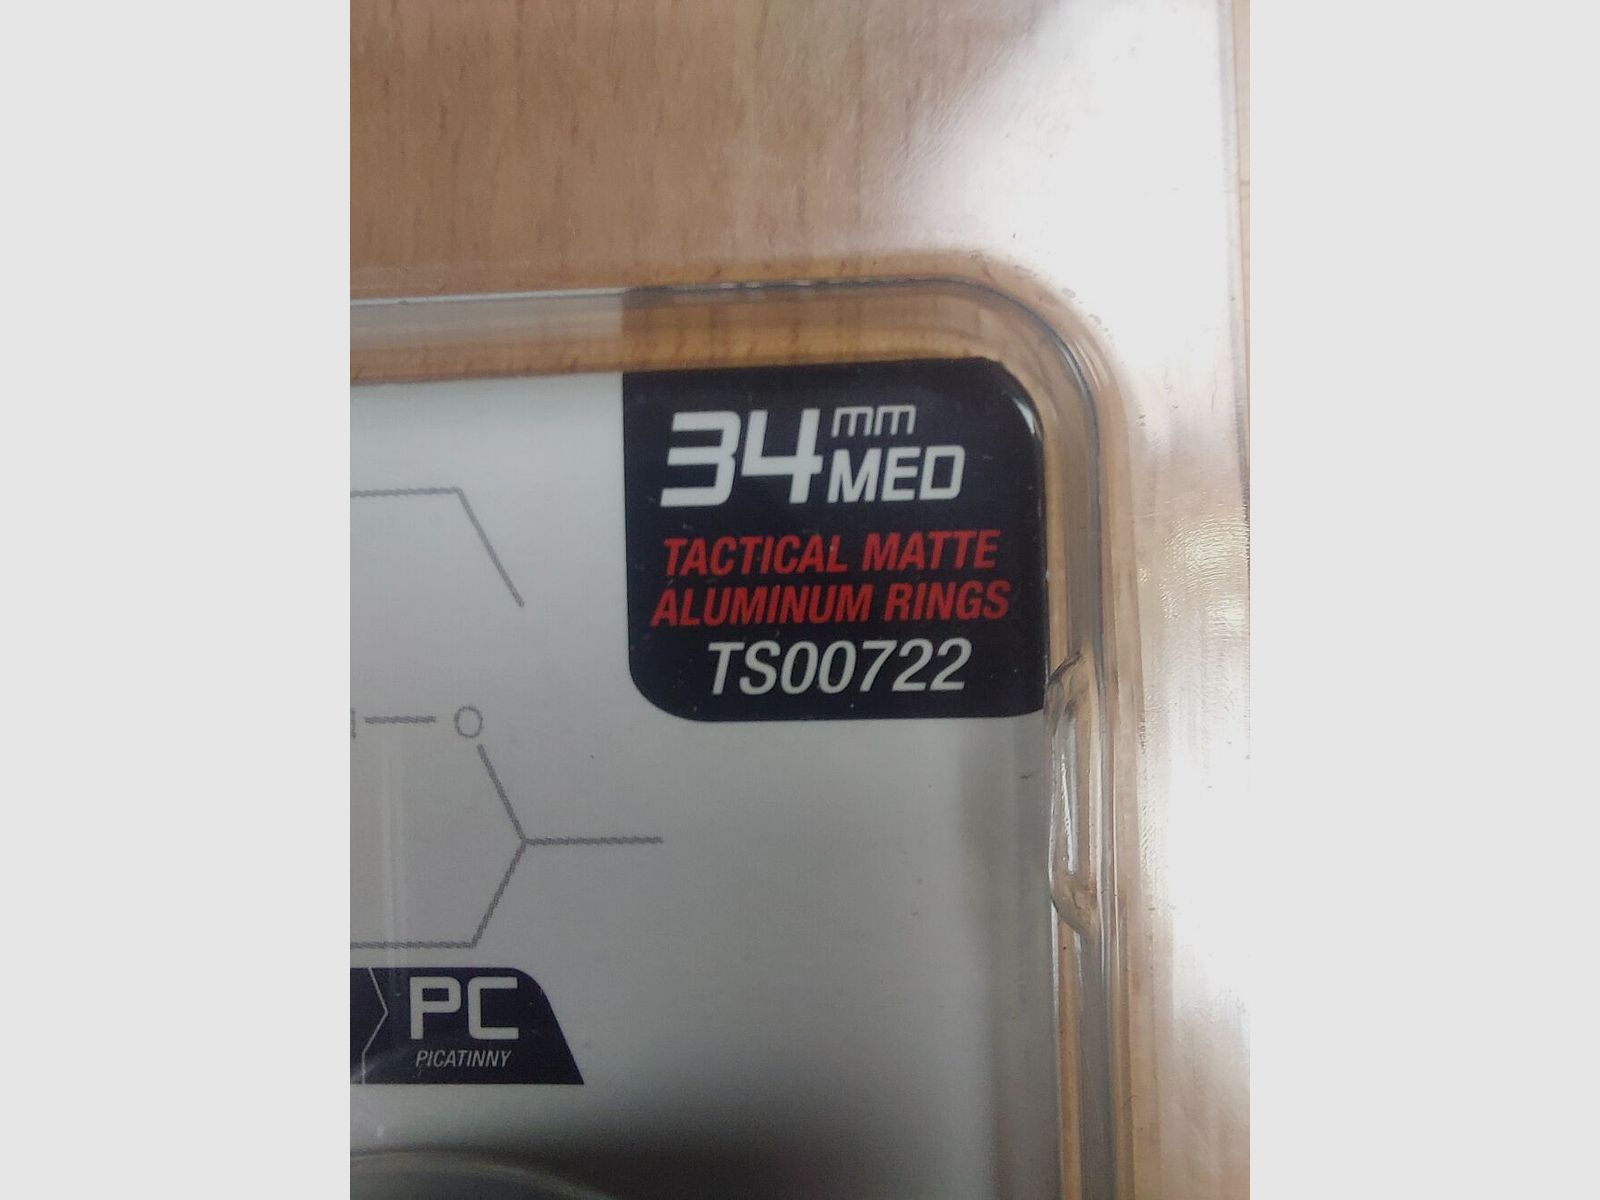 34 mm MED
TACTICAL MATTE
ALUMINUM RINGS
TS00722
O
PC
PICATINNY